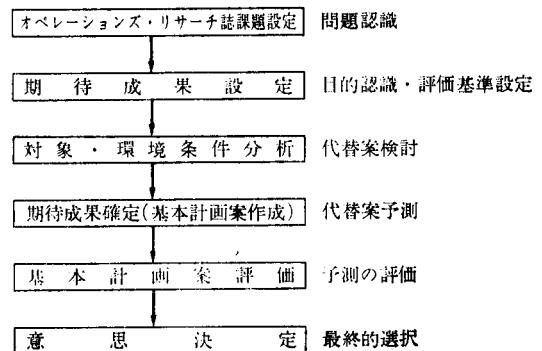 オペレーションズ・リサーチ誌課題設定 問題認識
期待成果設定 目的認識・評価基準設定
対象・環境条件分析 代替案検討
期待成果確定(基本計画案作成) 代替案予測
基本計画案評価 予測の評価
意思決定 最終的選択